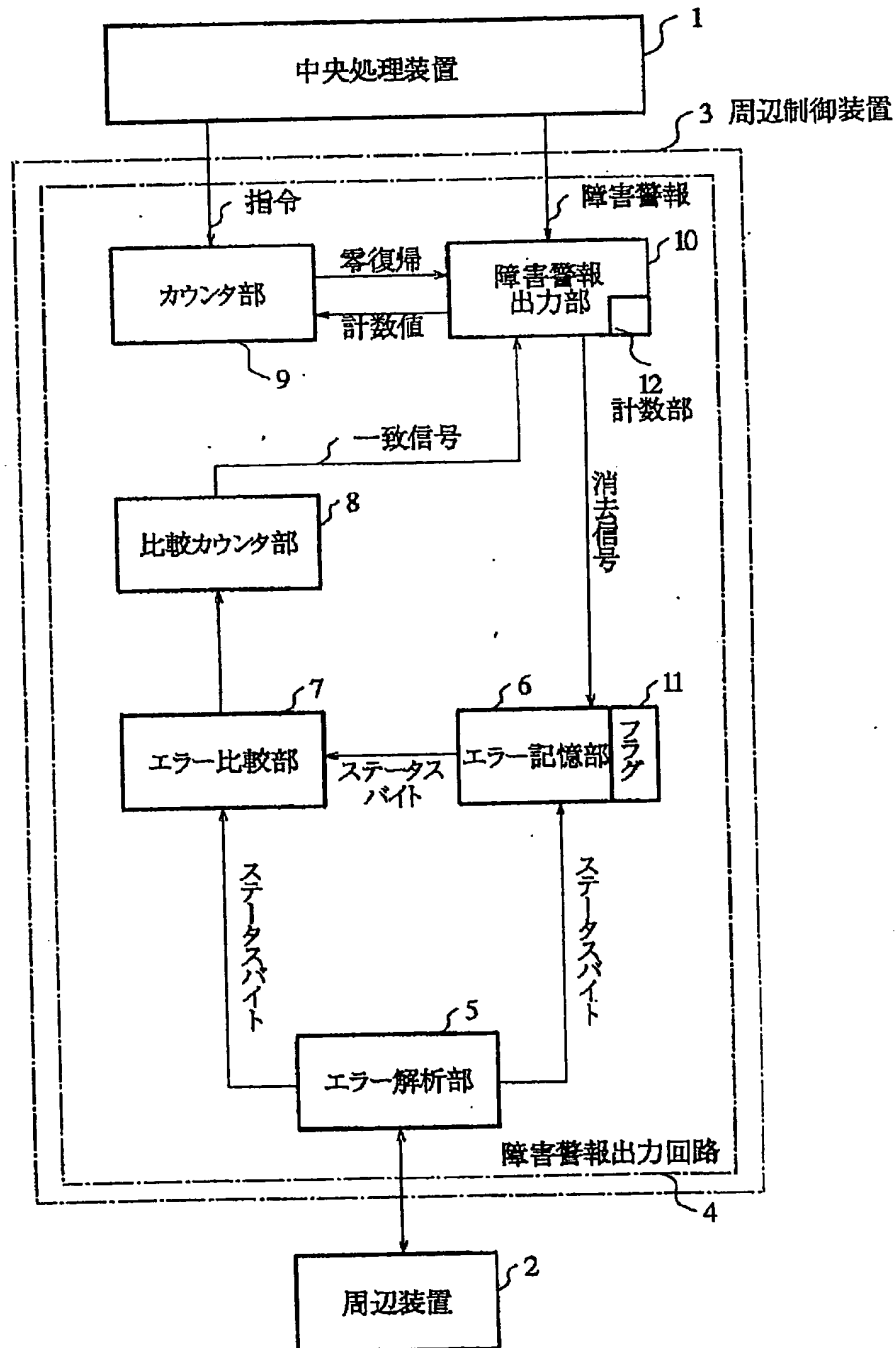 1
中央処理装置
3 周辺制御装置
指令
障害警報
10
カウンタ部
零復帰
計数値
障害警報
出力部
9
12
計数部
一致信号
8
比較カウンタ部
消去信号
7
エラー比較部
ステータス
バイト
6
エラー記憶部
11
フラグ
ステータスバイト
ステータスバイト
5
エラー解析部
障害警報出力回路
4
2
周辺装置